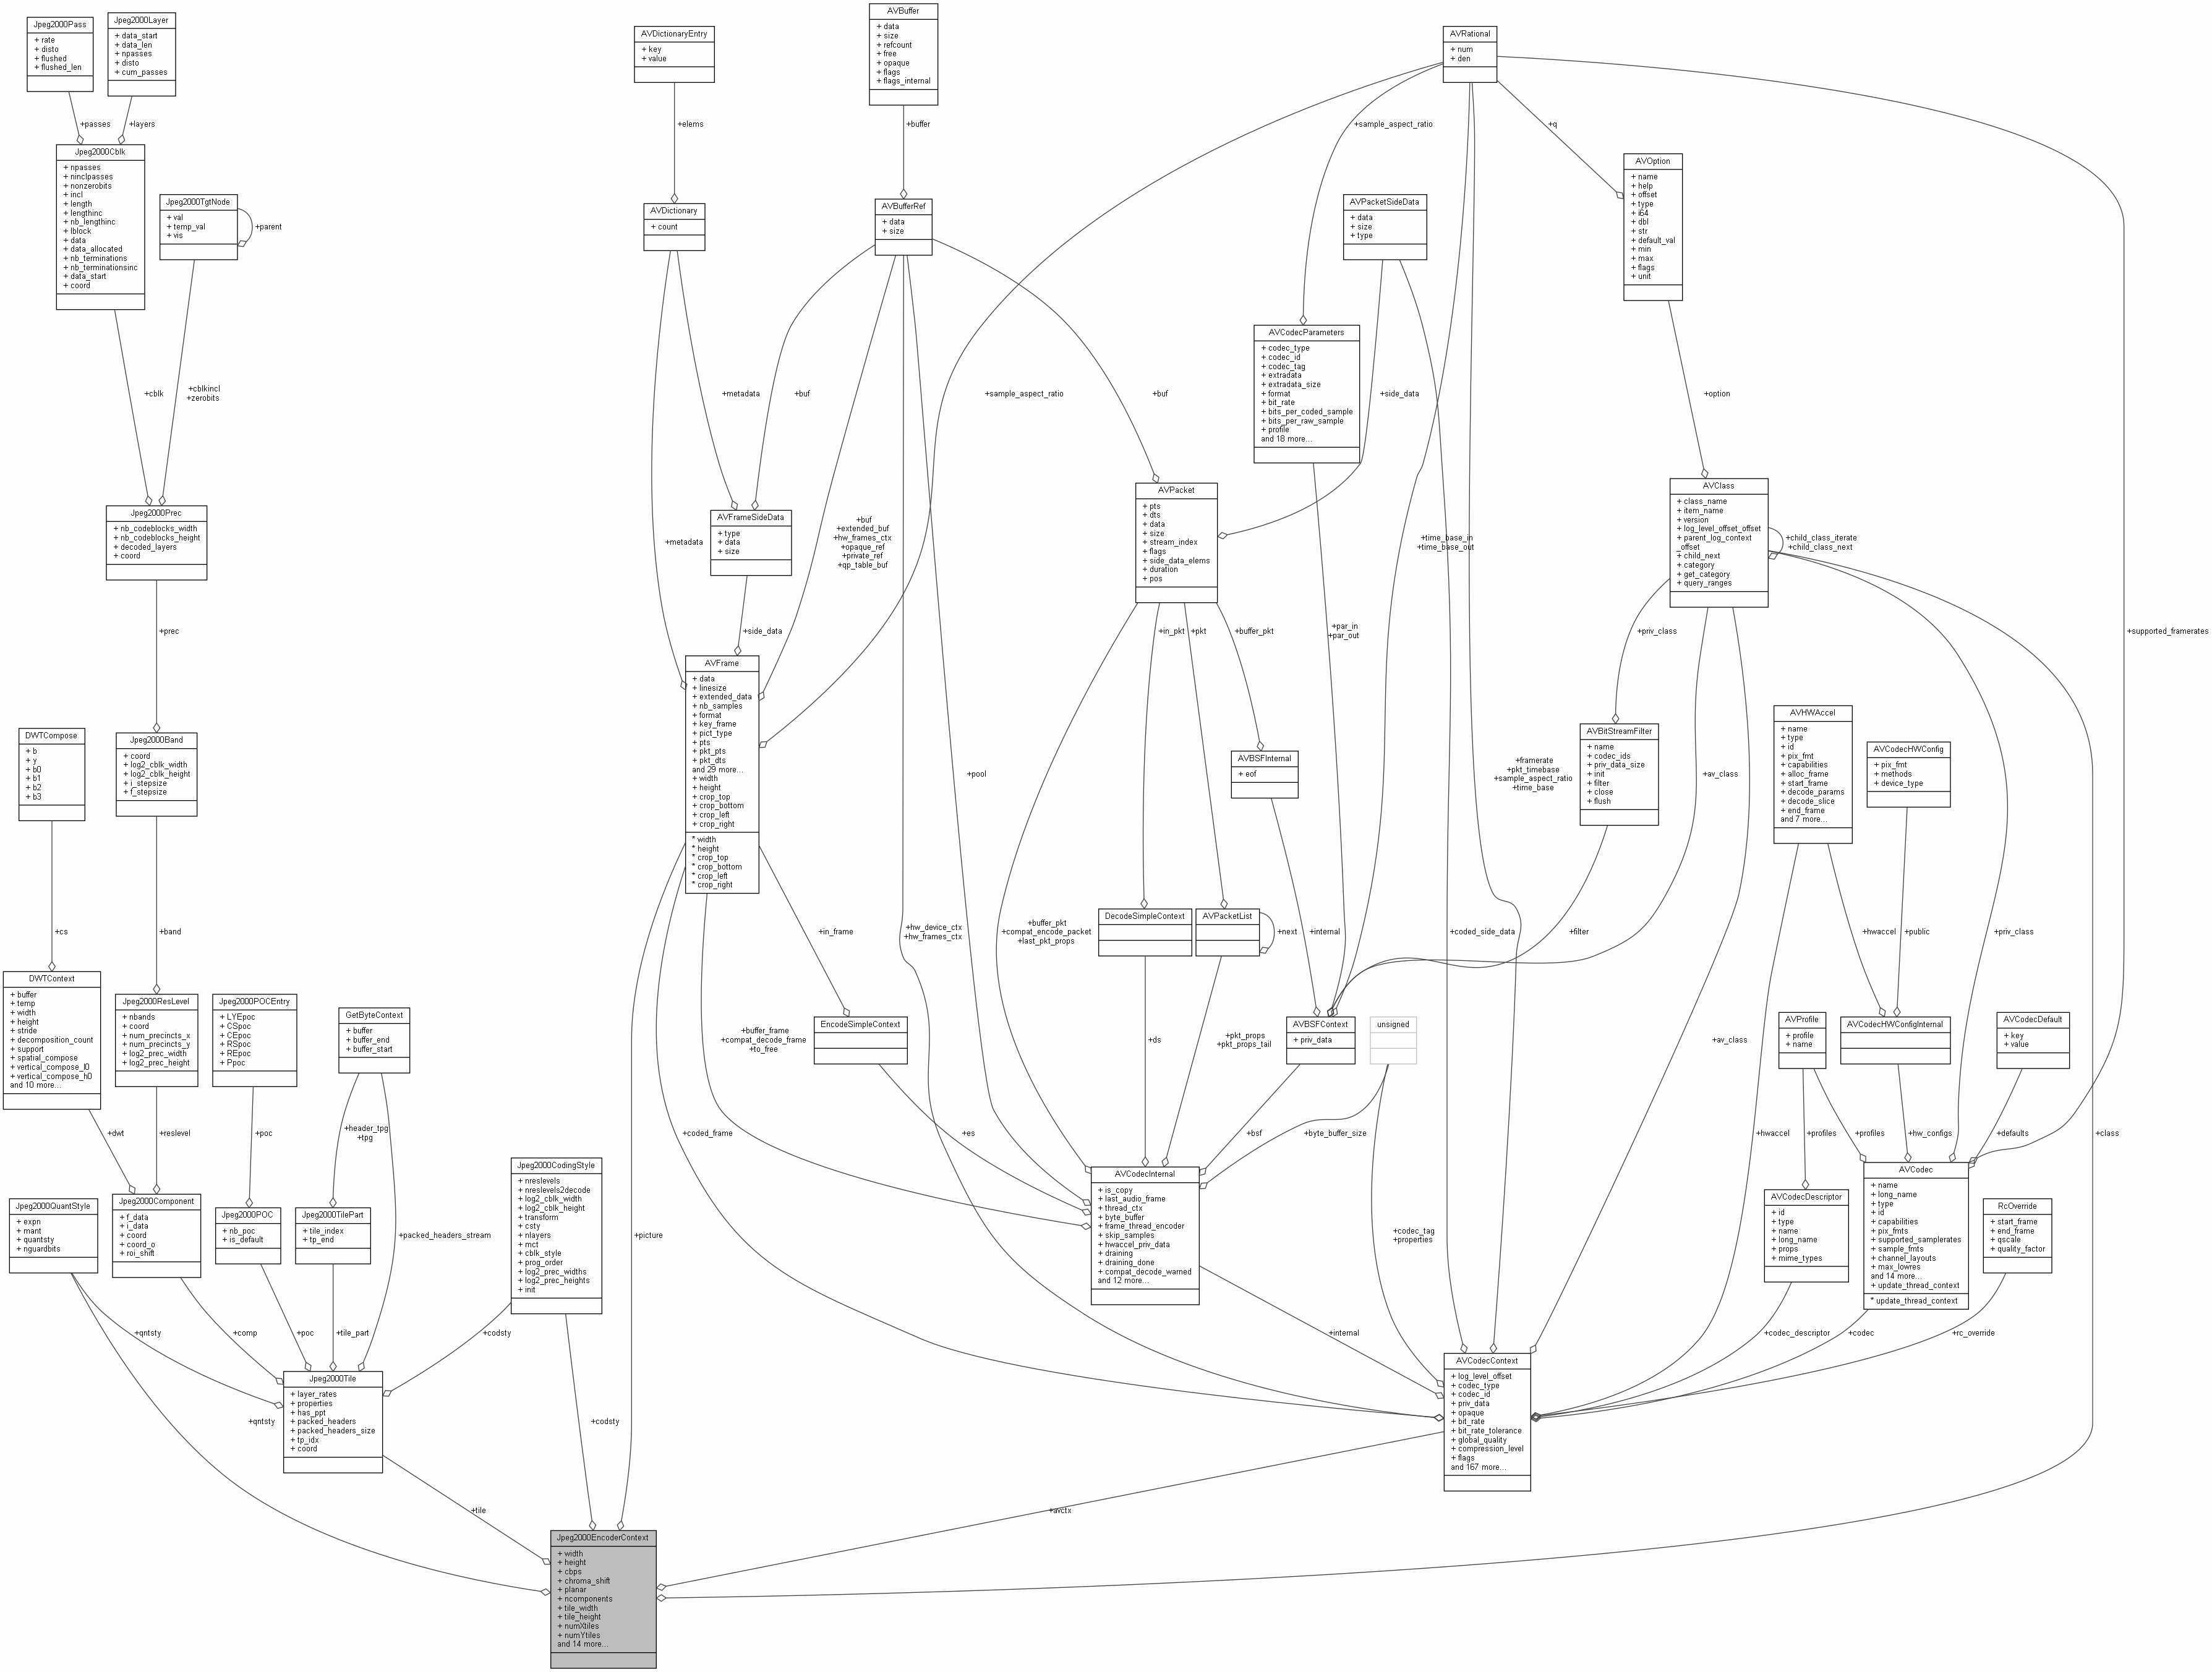 Jpeg2000Pass
+ rate
+ disto
+ flushed
+ flushed_len
Jpeg2000Layer
+ data_start
+ data_len
+ npasses
+ disto
+ cum_passes
AVDictionaryEntry
+ key
+ value
AVBuffer
+ data
+ size
+ refcount
+ free
+ opaque
+ flags
+ flags_internal
AVRational
+ num
+ den
+passes
+layers
+elems
+buffer
+sample_aspect_ratio
+q
Jpeg2000Cblk
+ npasses
+ ninclpasses
+ nonzerobits
+ incl
+ length
+ lengthinc
+ nb_lengthinc
+ lblock
+ data
+ data_allocated
+ nb_terminations
+ nb_terminationsinc
+ data_start
+ coord
Jpeg2000TgtNode
+ val
+ temp_val
+ vis
+parent
AVDictionary
+ count
AVBufferRef
+ data
+ size
AVPacketSideData
+ data
+ size
+ type
AVOption
+ name
+ help
+ offset
+ type
+ i64
+ dbl
+ str
+ default_val
+ min
+ max
+ flags
+ unit
AVCodecParameters
+ codec_type
+ codec_id
+ codec_tag
+ extradata
+ extradata_size
+ format
+ bit_rate
+ bits_per_coded_sample
+ bits_per_raw_sample
+ profile
and 18 more...
+cblk
+cblkincl
+zerobits
+metadata
+buf
+sample_aspect_ratio
+buf
+side_data
+option
Jpeg2000Prec
+ nb_codeblocks_width
+ nb_codeblocks_height
+ decoded_layers
+ coord
+metadata
AVFrameSideData
+ type
+ data
+ size
+buf
+extended_buf
+hw_frames_ctx
+opaque_ref
+private_ref
+qp_table_buf
AVPacket
+ pts
+ dts
+ data
+ size
+ stream_index
+ flags
+ side_data_elems
+ duration
+ pos
+time_base_in
+time_base_out
AVClass
+ class_name
+ item_name
+ version
+ log_level_offset_offset
+ parent_log_context
_offset
+ child_next
+ category
+ get_category
+ query_ranges
+child_class_iterate
+child_class_next
+prec
+side_data
+in_pkt
+pkt
+buffer_pkt
+par_in
+par_out
+priv_class
+supported_framerates
DWTCompose
+ b
+ y
+ b0
+ b1
+ b2
+ b3
Jpeg2000Band
+ coord
+ log2_cblk_width
+ log2_cblk_height
+ i_stepsize
+ f_stepsize
AVFrame
+ data
+ linesize
+ extended_data
+ nb_samples
+ format
+ key_frame
+ pict_type
+ pts
+ pkt_pts
+ pkt_dts
and 29 more...
+ width
+ height
+ crop_top
+ crop_bottom
+ crop_left
+ crop_right
* width
* height
* crop_top
* crop_bottom
* crop_left
* crop_right
+pool
AVBSFInternal
+ eof
+framerate
+pkt_timebase
+sample_aspect_ratio
+time_base
AVBitStreamFilter
+ name
+ codec_ids
+ priv_data_size
+ init
+ filter
+ close
+ flush
+av_class
AVHWAccel
+ name
+ type
+ id
+ pix_fmt
+ capabilities
+ alloc_frame
+ start_frame
+ decode_params
+ decode_slice
+ end_frame
and 7 more...
AVCodecHWConfig
+ pix_fmt
+ methods
+ device_type
+cs
+band
+in_frame
+hw_device_ctx
+hw_frames_ctx
+buffer_pkt
+compat_encode_packet
+last_pkt_props
DecodeSimpleContext
AVPacketList
+next
+internal
+coded_side_data
+filter
+hwaccel
+public
+priv_class
DWTContext
+ buffer
+ temp
+ width
+ height
+ stride
+ decomposition_count
+ support
+ spatial_compose
+ vertical_compose_l0
+ vertical_compose_h0
and 10 more...
Jpeg2000ResLevel
+ nbands
+ coord
+ num_precincts_x
+ num_precincts_y
+ log2_prec_width
+ log2_prec_height
Jpeg2000POCEntry
+ LYEpoc
+ CSpoc
+ CEpoc
+ RSpoc
+ REpoc
+ Ppoc
GetByteContext
+ buffer
+ buffer_end
+ buffer_start
+buffer_frame
+compat_decode_frame
+to_free
EncodeSimpleContext
+ds
+pkt_props
+pkt_props_tail
AVBSFContext
+ priv_data
unsigned
+av_class
AVProfile
+ profile
+ name
AVCodecHWConfigInternal
AVCodecDefault
+ key
+ value
+dwt
+reslevel
+poc
+header_tpg
+tpg
+coded_frame
+es
+bsf
+byte_buffer_size
+hwaccel
+profiles
+profiles
+hw_configs
+defaults
+class
Jpeg2000QuantStyle
+ expn
+ mant
+ quantsty
+ nguardbits
Jpeg2000Component
+ f_data
+ i_data
+ coord
+ coord_o
+ roi_shift
Jpeg2000POC
+ nb_poc
+ is_default
Jpeg2000TilePart
+ tile_index
+ tp_end
+packed_headers_stream
Jpeg2000CodingStyle
+ nreslevels
+ nreslevels2decode
+ log2_cblk_width
+ log2_cblk_height
+ transform
+ csty
+ nlayers
+ mct
+ cblk_style
+ prog_order
+ log2_prec_widths
+ log2_prec_heights
+ init
+picture
AVCodecInternal
+ is_copy
+ last_audio_frame
+ thread_ctx
+ byte_buffer
+ frame_thread_encoder
+ skip_samples
+ hwaccel_priv_data
+ draining
+ draining_done
+ compat_decode_warned
and 12 more...
+codec_tag
+properties
AVCodecDescriptor
+ id
+ type
+ name
+ long_name
+ props
+ mime_types
AVCodec
+ name
+ long_name
+ type
+ id
+ capabilities
+ pix_fmts
+ supported_samplerates
+ sample_fmts
+ channel_layouts
+ max_lowres
and 14 more...
+ update_thread_context
* update_thread_context
RcOverride
+ start_frame
+ end_frame
+ qscale
+ quality_factor
+qntsty
+comp
+poc
+tile_part
+codsty
+internal
+codec_descriptor
+codec
+rc_override
Jpeg2000Tile
+ layer_rates
+ properties
+ has_ppt
+ packed_headers
+ packed_headers_size
+ tp_idx
+ coord
+qntsty
+codsty
AVCodecContext
+ log_level_offset
+ codec_type
+ codec_id
+ priv_data
+ opaque
+ bit_rate
+ bit_rate_tolerance
+ global_quality
+ compression_level
+ flags
and 167 more...
+tile
+avctx
Jpeg2000EncoderContext
+ width
+ height
+ cbps
+ chroma_shift
+ planar
+ ncomponents
+ tile_width
+ tile_height
+ numXtiles
+ numYtiles
and 14 more...